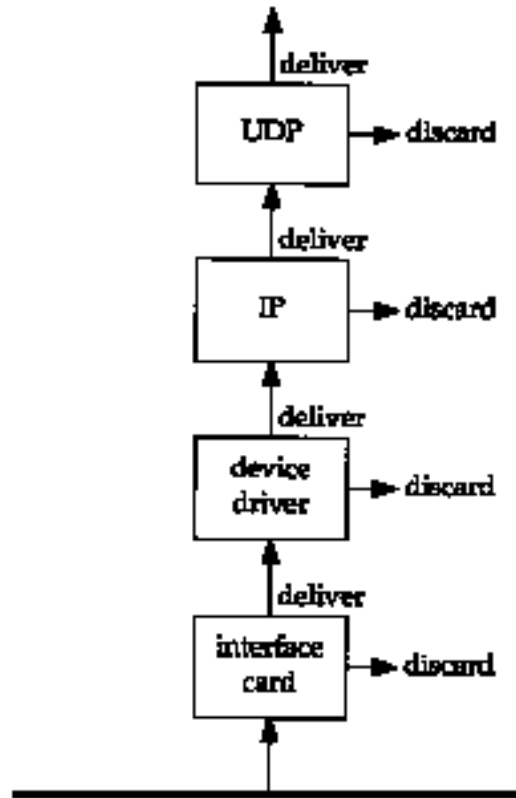 deliver
UDP
discard
deliver
IP
discard
deliver
device
driver
discard
deliver
interface
card
discard